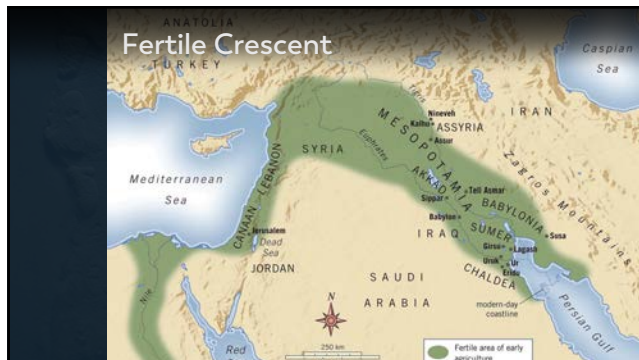 ANATOLIA
Fertile Crescent
TURKEY
Caspian
Sea
Tigris
IRAN
Nineveh
Kalhu
ASSYRIA
Assur
MESOPOTAMIA
Euphrates
SYRIA
Zagros Mountains
Mediterranean
Sea
LEBANON
CANAAN
AKKAD
Tell Asmar
Sippar
BABYLONIA
Babylon
SUMER
Susa
IRAQ
Girsu
Lagash
Jerusalem
Dead
Sea
JORDAN
Uruk
Ur
Eridu
CHALDEA
SAUDI
ARABIA
Nile
N
modern-day
coastline
Persian Gulf
Red
250 km
Fertile area of early
agriculture